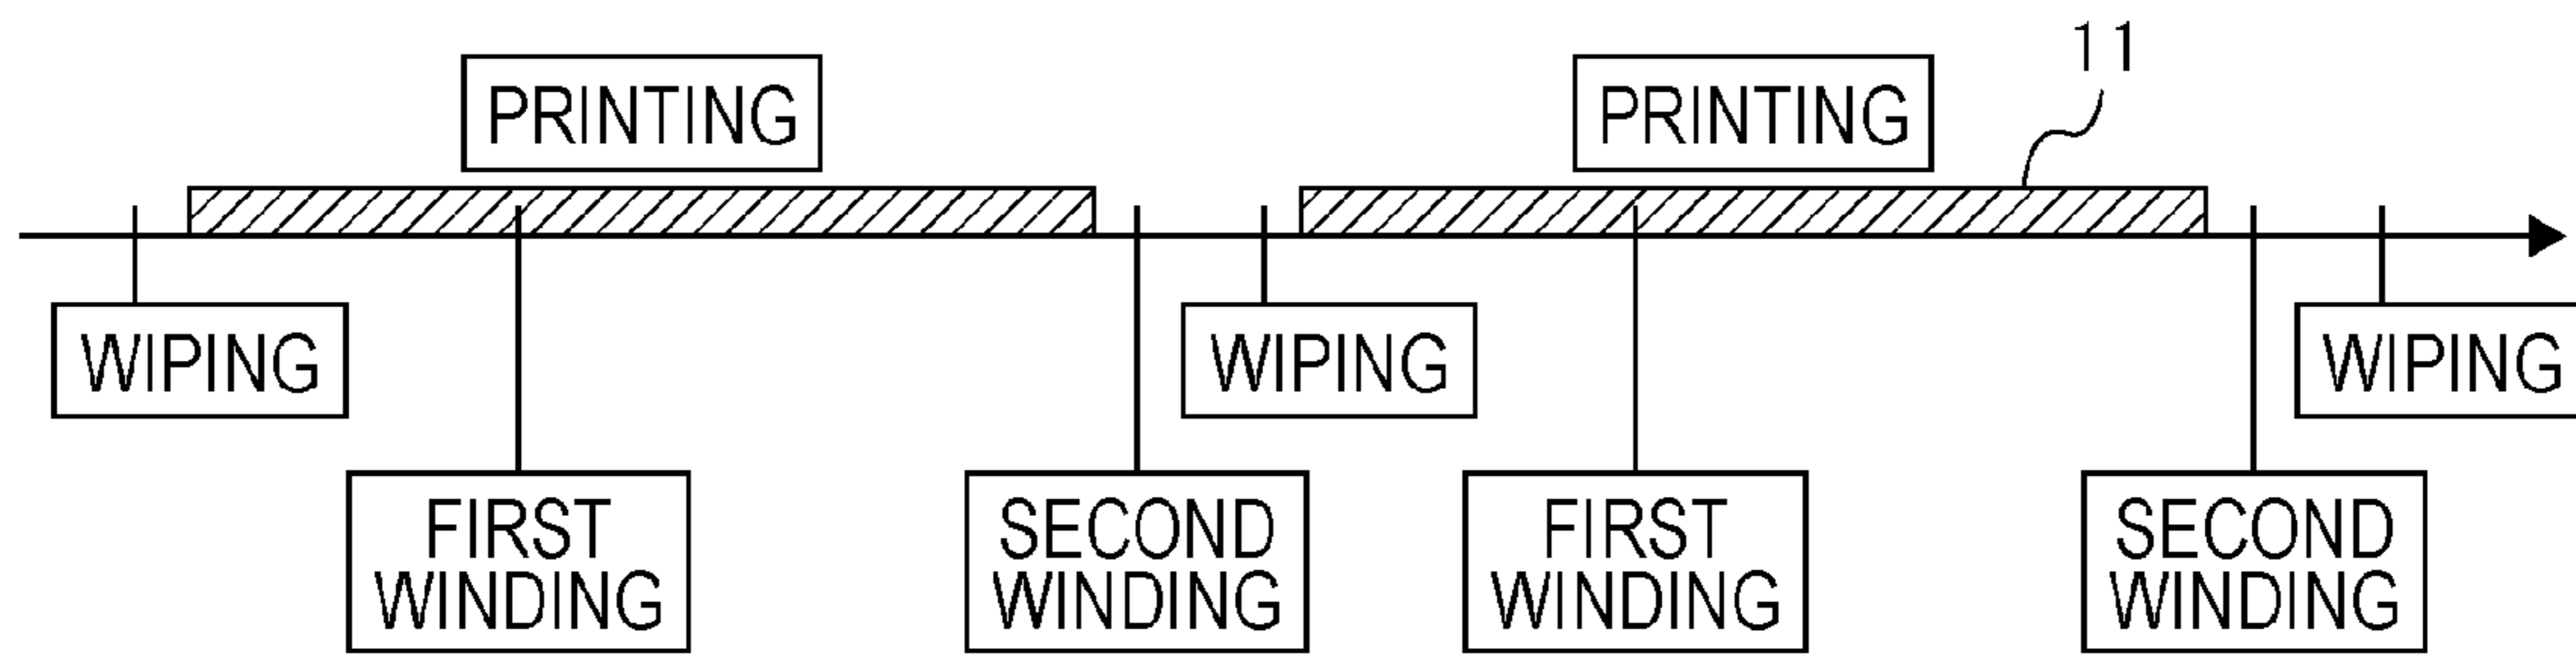 11
PRINTING
PRINTING
WIPING
WIPING
WIPING
FIRST
WINDING
SECOND
WINDING
FIRST
WINDING
SECOND
WINDING